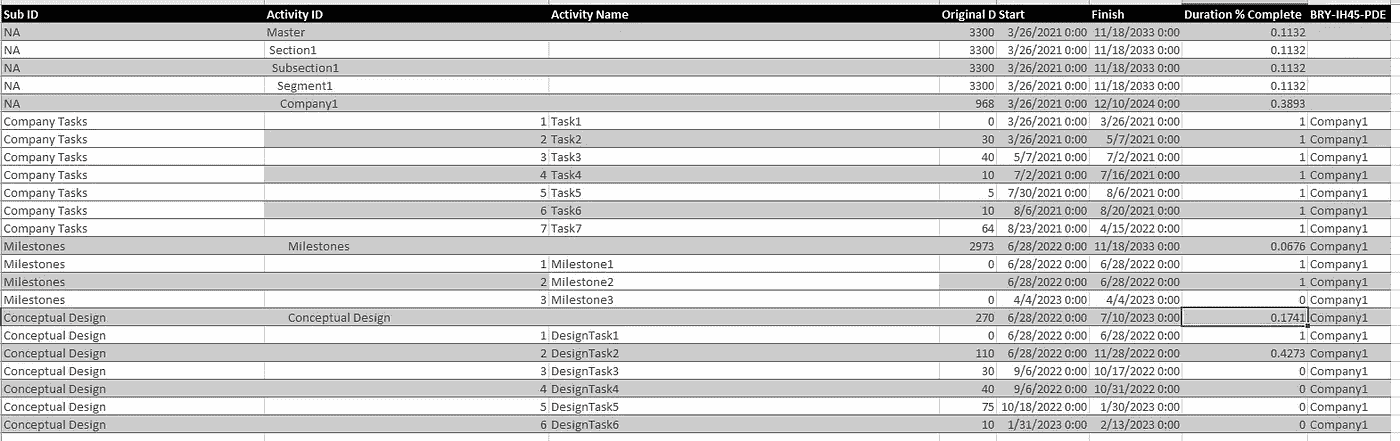 Sub ID Activity ID Activity Name Original D Start Finish Duration % Complete BRY-IH45-PDE
NA Master 3300 3/26/2021 0:00 11/18/2033 0:00 0.1132
NA Section1 3300 3/26/2021 0:00 11/18/2033 0:00 0.1132
NA Subsection1 3300 3/26/2021 0:00 11/18/2033 0:00 0.1132
NA Segment1 3300 3/26/2021 0:00 11/18/2033 0:00 0.1132
NA Company1 968 3/26/2021 0:00 12/10/2024 0:00 0.3893
Company Tasks 1 Task1 0 3/26/2021 0:00 3/26/2021 0:00 1 Company1
Company Tasks 2 Task2 30 3/26/2021 0:00 5/7/2021 0:00 1 Company1
Company Tasks 3 Task3 40 5/7/2021 0:00 7/2/2021 0:00 1 Company1
Company Tasks 4 Task4 10 7/2/2021 0:00 7/16/2021 0:00 1 Company1
Company Tasks 5 Task5 5 7/30/2021 0:00 8/6/2021 0:00 1 Company1
Company Tasks 6 Task6 10 8/6/2021 0:00 8/20/2021 0:00 1 Company1
Company Tasks 7 Task7 64 8/23/2021 0:00 4/15/2022 0:00 1 Company1
Milestones Milestones 2973 6/28/2022 0:00 11/18/2033 0:00 0.0676 Company1
Milestones 1 Milestone1 0 6/28/2022 0:00 6/28/2022 0:00 1 Company1
Milestones 2 Milestone2 6/28/2022 0:00 6/28/2022 0:00 1 Company1
Milestones 3 Milestone3 0 4/4/2023 0:00 4/4/2023 0:00 0 Company1
Conceptual Design Conceptual Design 270 6/28/2022 0:00 7/10/2023 0:00 0.1741 Company1
Conceptual Design 1 DesignTask1 0 6/28/2022 0:00 6/28/2022 0:00 1 Company1
Conceptual Design 2 DesignTask2 110 6/28/2022 0:00 11/28/2022 0:00 0.4273 Company1
Conceptual Design 3 DesignTask3 30 9/6/2022 0:00 10/17/2022 0:00 0 Company1
Conceptual Design 4 DesignTask4 40 9/6/2022 0:00 10/31/2022 0:00 0 Company1
Conceptual Design 5 DesignTask5 75 10/18/2022 0:00 1/30/2023 0:00 0 Company1
Conceptual Design 6 DesignTask6 10 1/31/2023 0:00 2/13/2023 0:00 0 Company1